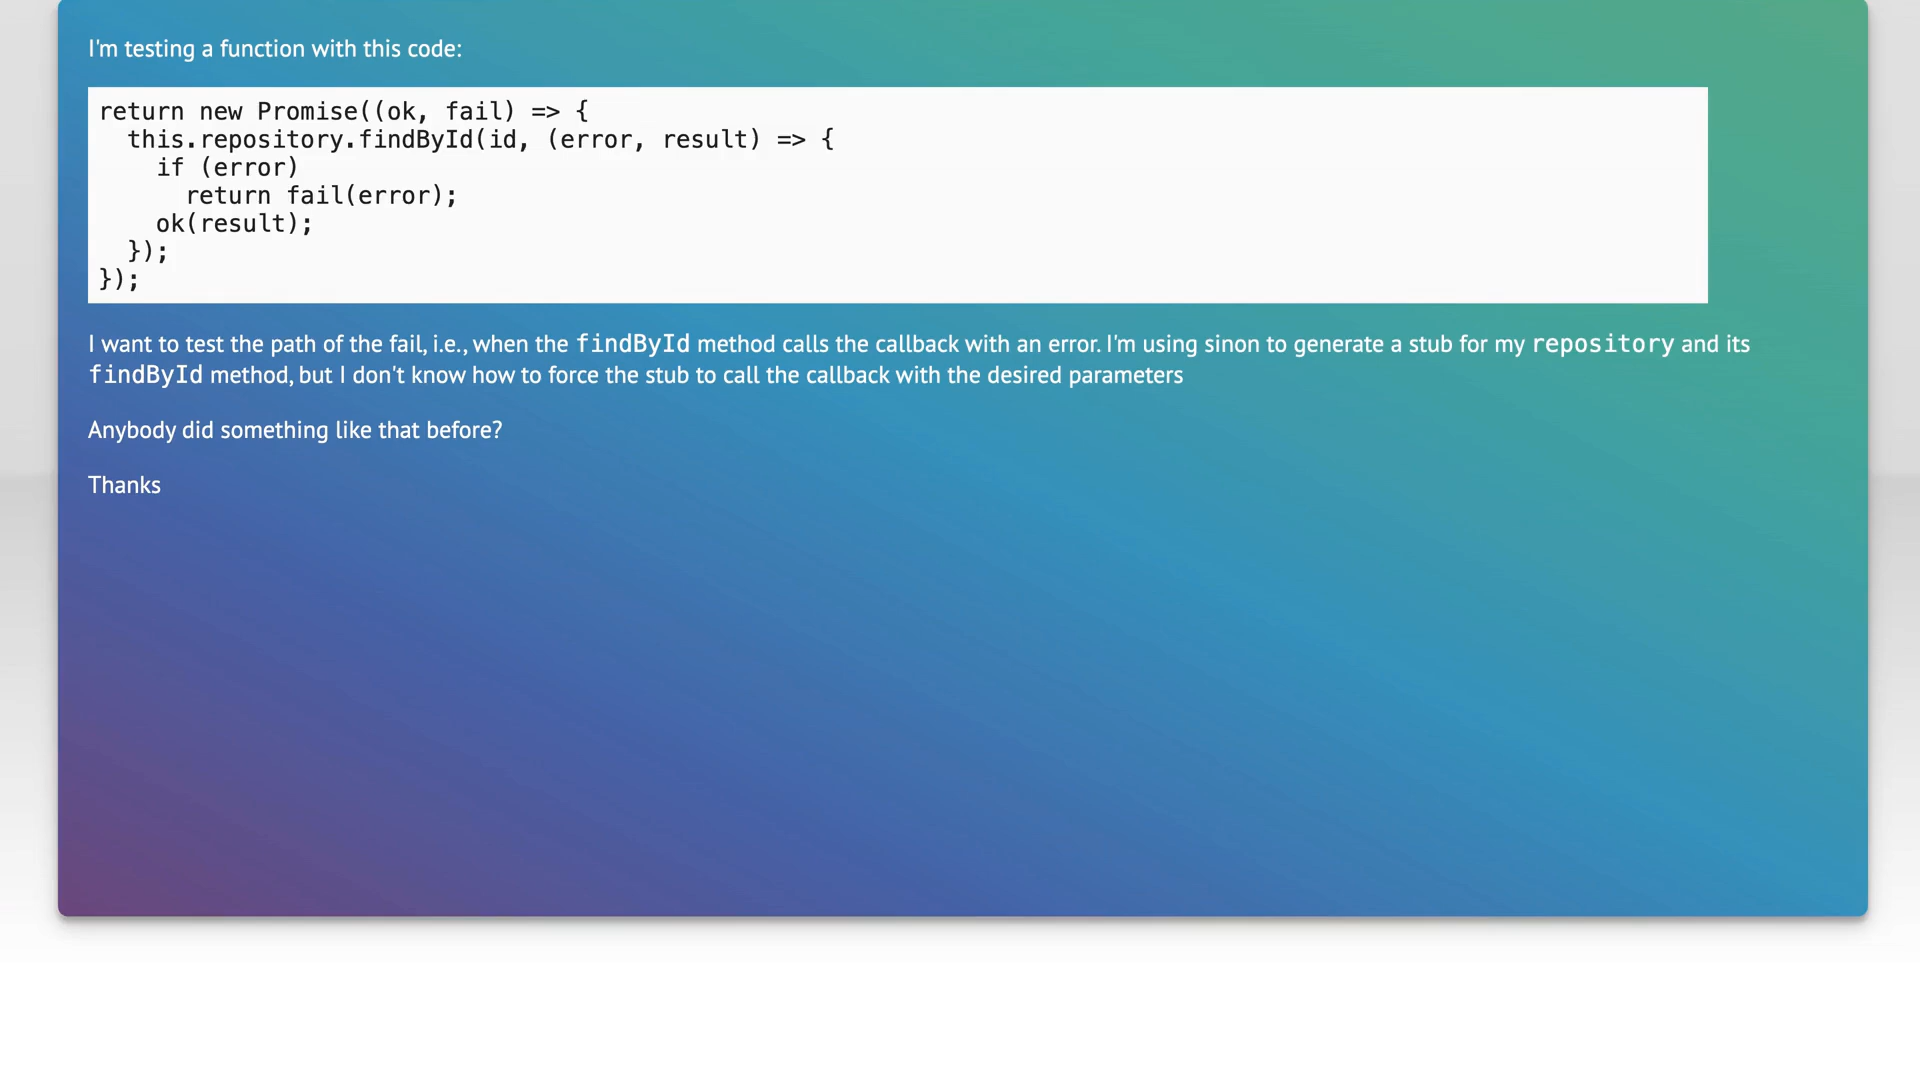 I'm testing a function with this code:
return new Promise((ok, fail) => {
  this.repository.findById(id, (error, result) => {
    if (error)
      return fail(error);
    ok(result);
  });
});
I want to test the path of the fail, i.e., when the findById method calls the callback with an error. I'm using sinon to generate a stub for my repository and its
findById method, but I don't know how to force the stub to call the callback with the desired parameters
Anybody did something like that before?
Thanks